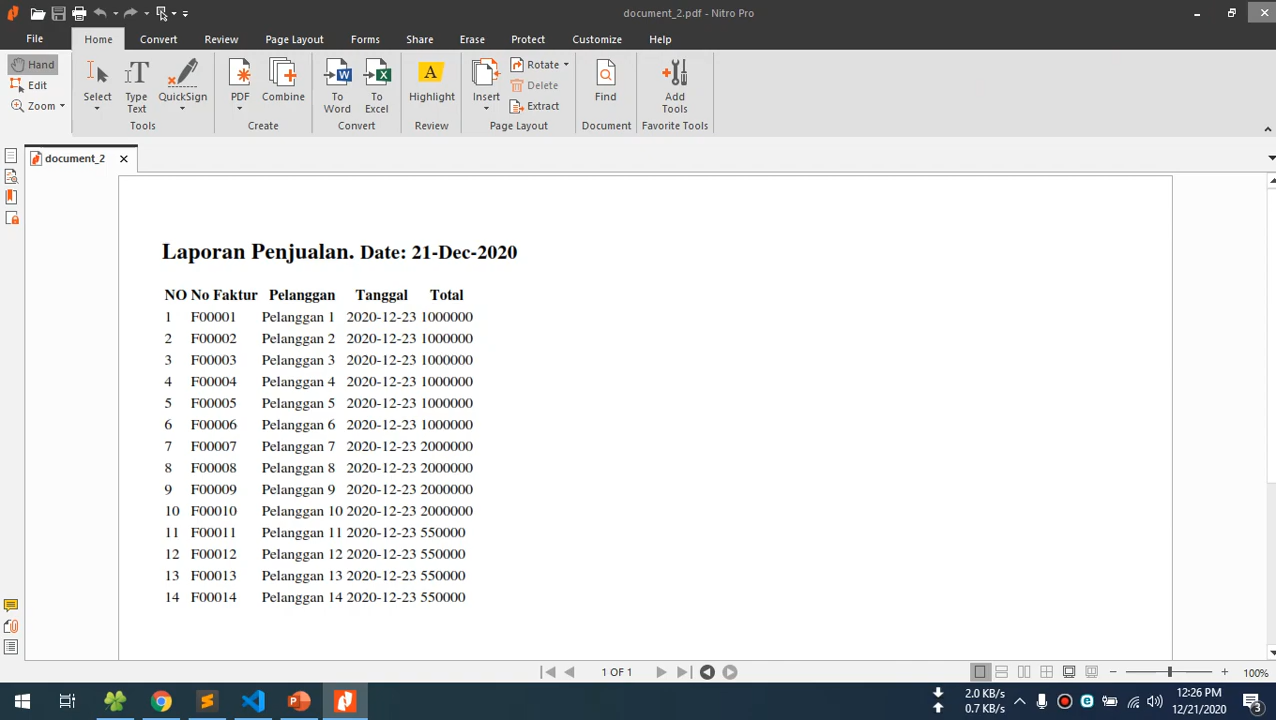 document_2.pdf - Nitro Pro
File Home Convert Review Page Layout Forms Share Erase Protect Customize Help
Hand
Edit
Zoom
Select
Type Text
QuickSign
Tools
PDF
Combine
Create
To Word
To Excel
Convert
Highlight
Review
Insert
Rotate
Delete
Extract
Page Layout
Find
Document
Add Tools
Favorite Tools
document_2
Laporan Penjualan. Date: 21-Dec-2020
NO No Faktur Pelanggan Tanggal Total
1 F00001 Pelanggan 1 2020-12-23 1000000
2 F00002 Pelanggan 2 2020-12-23 1000000
3 F00003 Pelanggan 3 2020-12-23 1000000
4 F00004 Pelanggan 4 2020-12-23 1000000
5 F00005 Pelanggan 5 2020-12-23 1000000
6 F00006 Pelanggan 6 2020-12-23 1000000
7 F00007 Pelanggan 7 2020-12-23 2000000
8 F00008 Pelanggan 8 2020-12-23 2000000
9 F00009 Pelanggan 9 2020-12-23 2000000
10 F00010 Pelanggan 10 2020-12-23 2000000
11 F00011 Pelanggan 11 2020-12-23 550000
12 F00012 Pelanggan 12 2020-12-23 550000
13 F00013 Pelanggan 13 2020-12-23 550000
14 F00014 Pelanggan 14 2020-12-23 550000
1 OF 1
100%
2.0 KB/s
0.7 KB/s
12:26 PM
12/21/2020
3